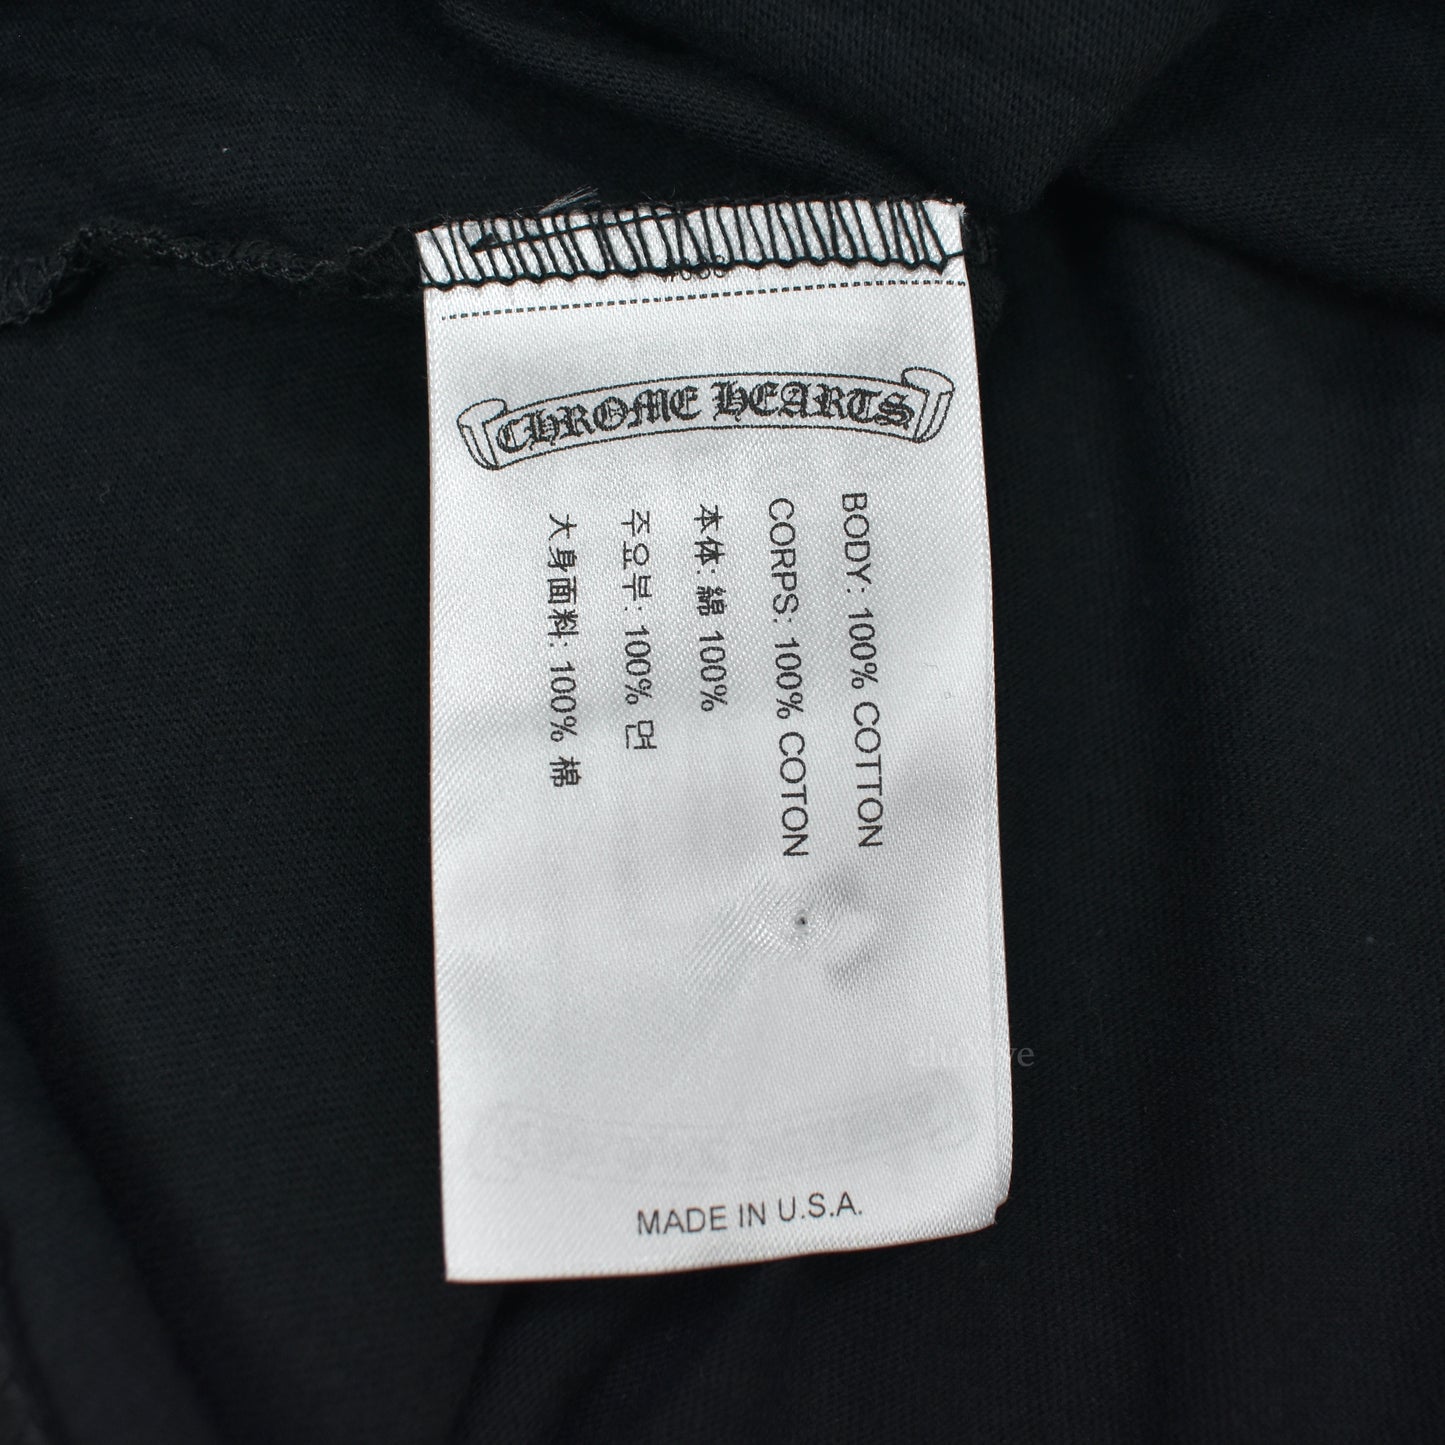 CHROME HEARTS
BODY: 100% COTTON
CORPS: 100% COTON
本体: 綿 100%
주요부: 100% 면
大身面料: 100% 棉
MADE IN U.S.A.